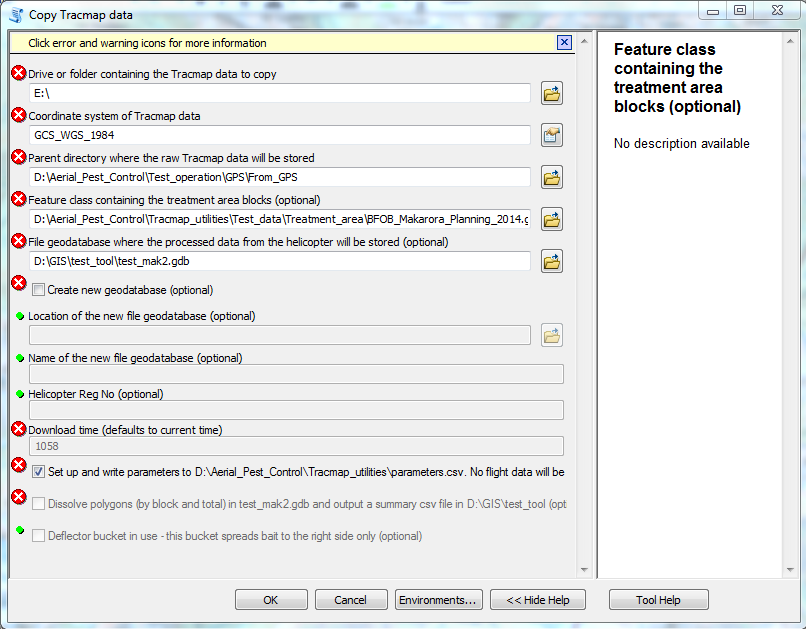 Copy Tracmap data
Click error and warning icons for more information
Drive or folder containing the Tracmap data to copy
E:\
Coordinate system of Tracmap data
GCS_WGS_1984
Parent directory where the raw Tracmap data will be stored
D:\Aerial_Pest_Control\Test_operation\GPS\From_GPS
Feature class containing the treatment area blocks (optional)
D:\Aerial_Pest_Control\Tracmap_utilities\Test_data\Treatment_area\BFOB_Makarora_Planning_2014.g
File geodatabase where the processed data from the helicopter will be stored (optional)
D:\GIS\test_tool\test_mak2.gdb
Create new geodatabase (optional)
Location of the new file geodatabase (optional)
Name of the new file geodatabase (optional)
Helicopter Reg No (optional)
Download time (defaults to current time)
1058
Set up and write parameters to D:\Aerial_Pest_Control\Tracmap_utilities\parameters.csv. No flight data will be
Dissolve polygons (by block and total) in test_mak2.gdb and output a summary csv file in D:\GIS\test_tool (opt
Deflector bucket in use - this bucket spreads bait to the right side only (optional)
Feature class
containing the
treatment area
blocks (optional)
No description available
OK
Cancel
Environments...
<< Hide Help
Tool Help